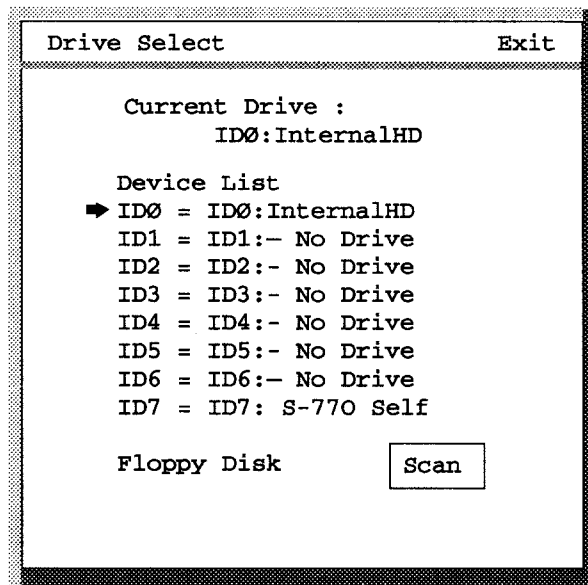 Drive Select Exit
Current Drive :
IDØ:InternalHD
Device List
IDØ = IDØ:InternalHD
ID1 = ID1:— No Drive
ID2 = ID2:- No Drive
ID3 = ID3:- No Drive
ID4 = ID4:- No Drive
ID5 = ID5:- No Drive
ID6 = ID6:— No Drive
ID7 = ID7: S-770 Self
Floppy Disk Scan